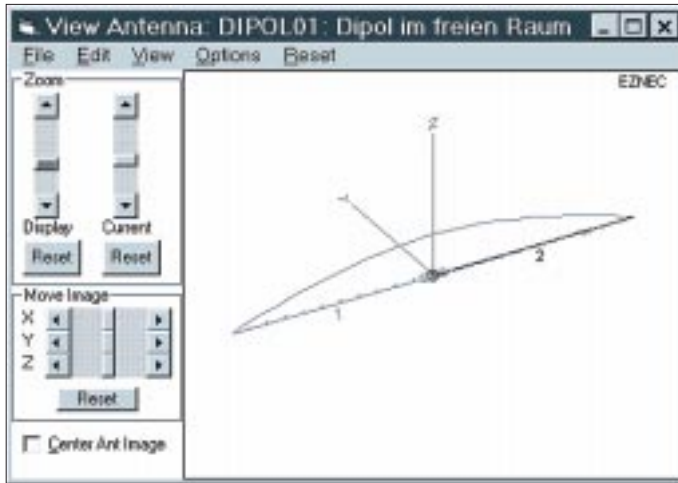 View Antenna: DIPOL01: Dipol im freien Raum
File Edit View Options Reset
Zoom
EZNEC
Z
Y
Display Current
Reset Reset
2
1
Move Image
X
Y
Z
Reset
Center Ant Image